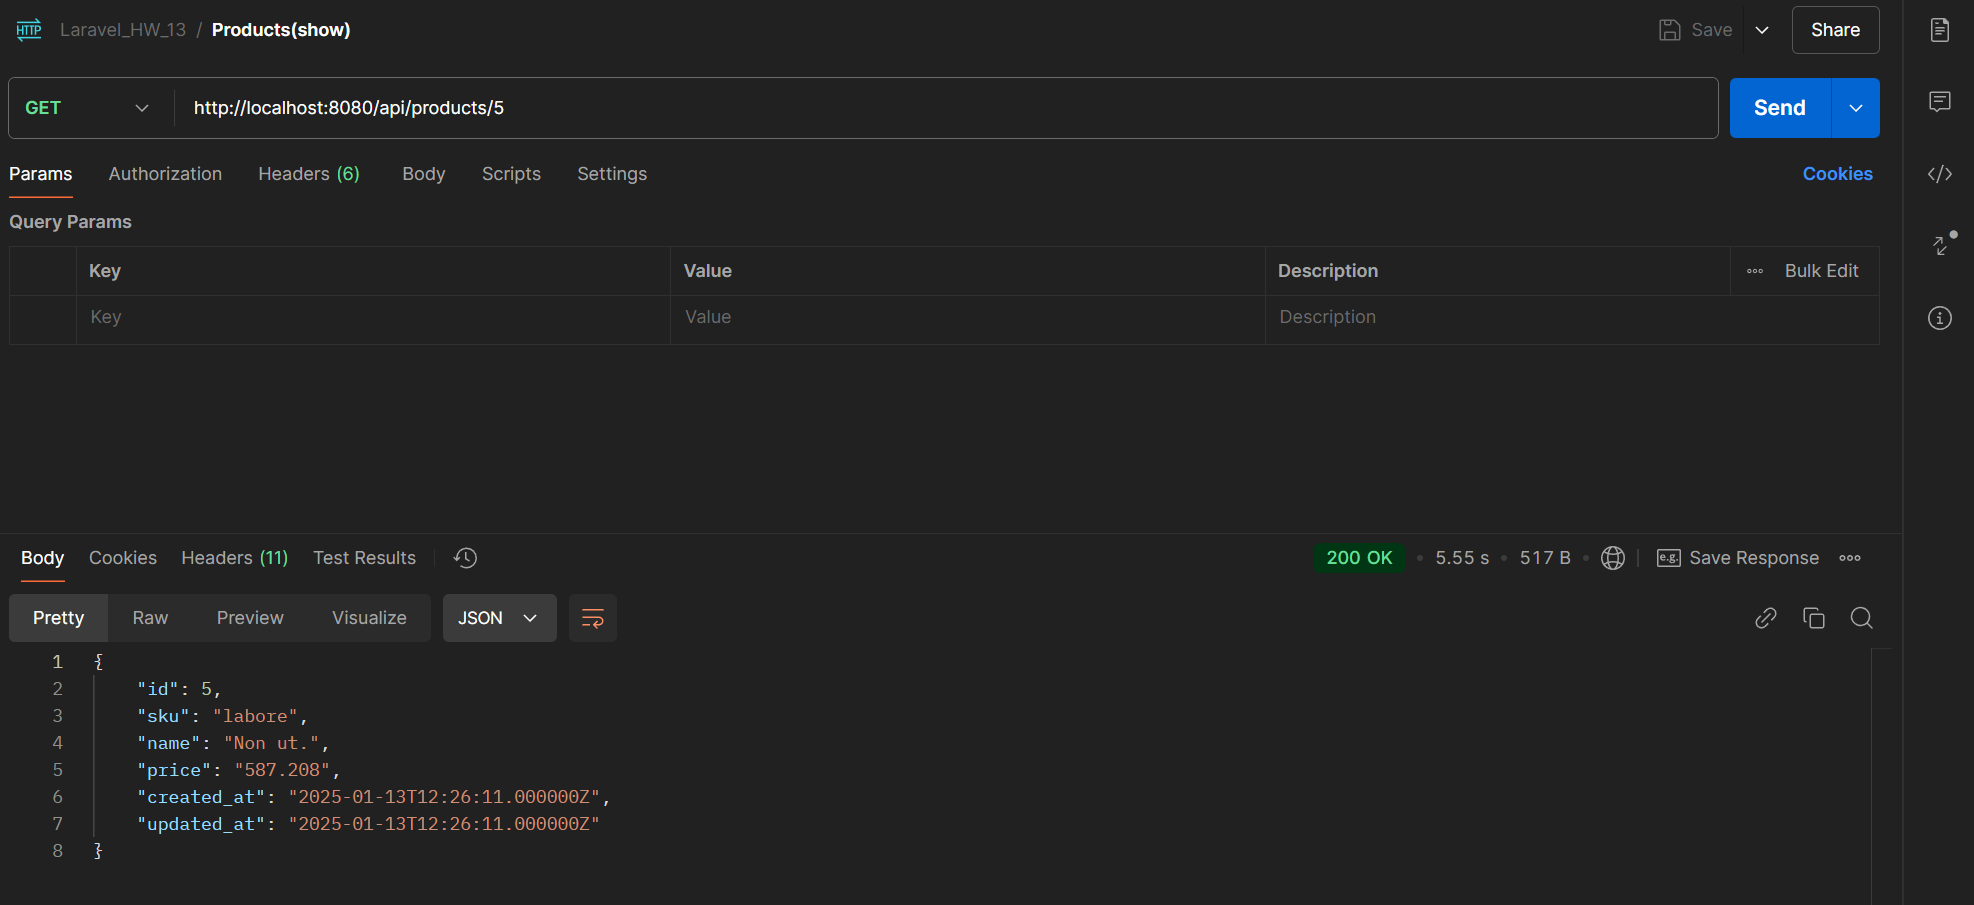 HTTP Laravel_HW_13 / Products(show) Save Share
GET http://localhost:8080/api/products/5 Send
Params Authorization Headers (6) Body Scripts Settings Cookies
Query Params
Key Value Description Bulk Edit
Key Value Description
Body Cookies Headers (11) Test Results 200 OK 5.55 s 517 B e.g. Save Response
Pretty Raw Preview Visualize JSON
1 {
2 "id": 5,
3 "sku": "labore",
4 "name": "Non ut.",
5 "price": "587.208",
6 "created_at": "2025-01-13T12:26:11.000000Z",
7 "updated_at": "2025-01-13T12:26:11.000000Z"
8 }